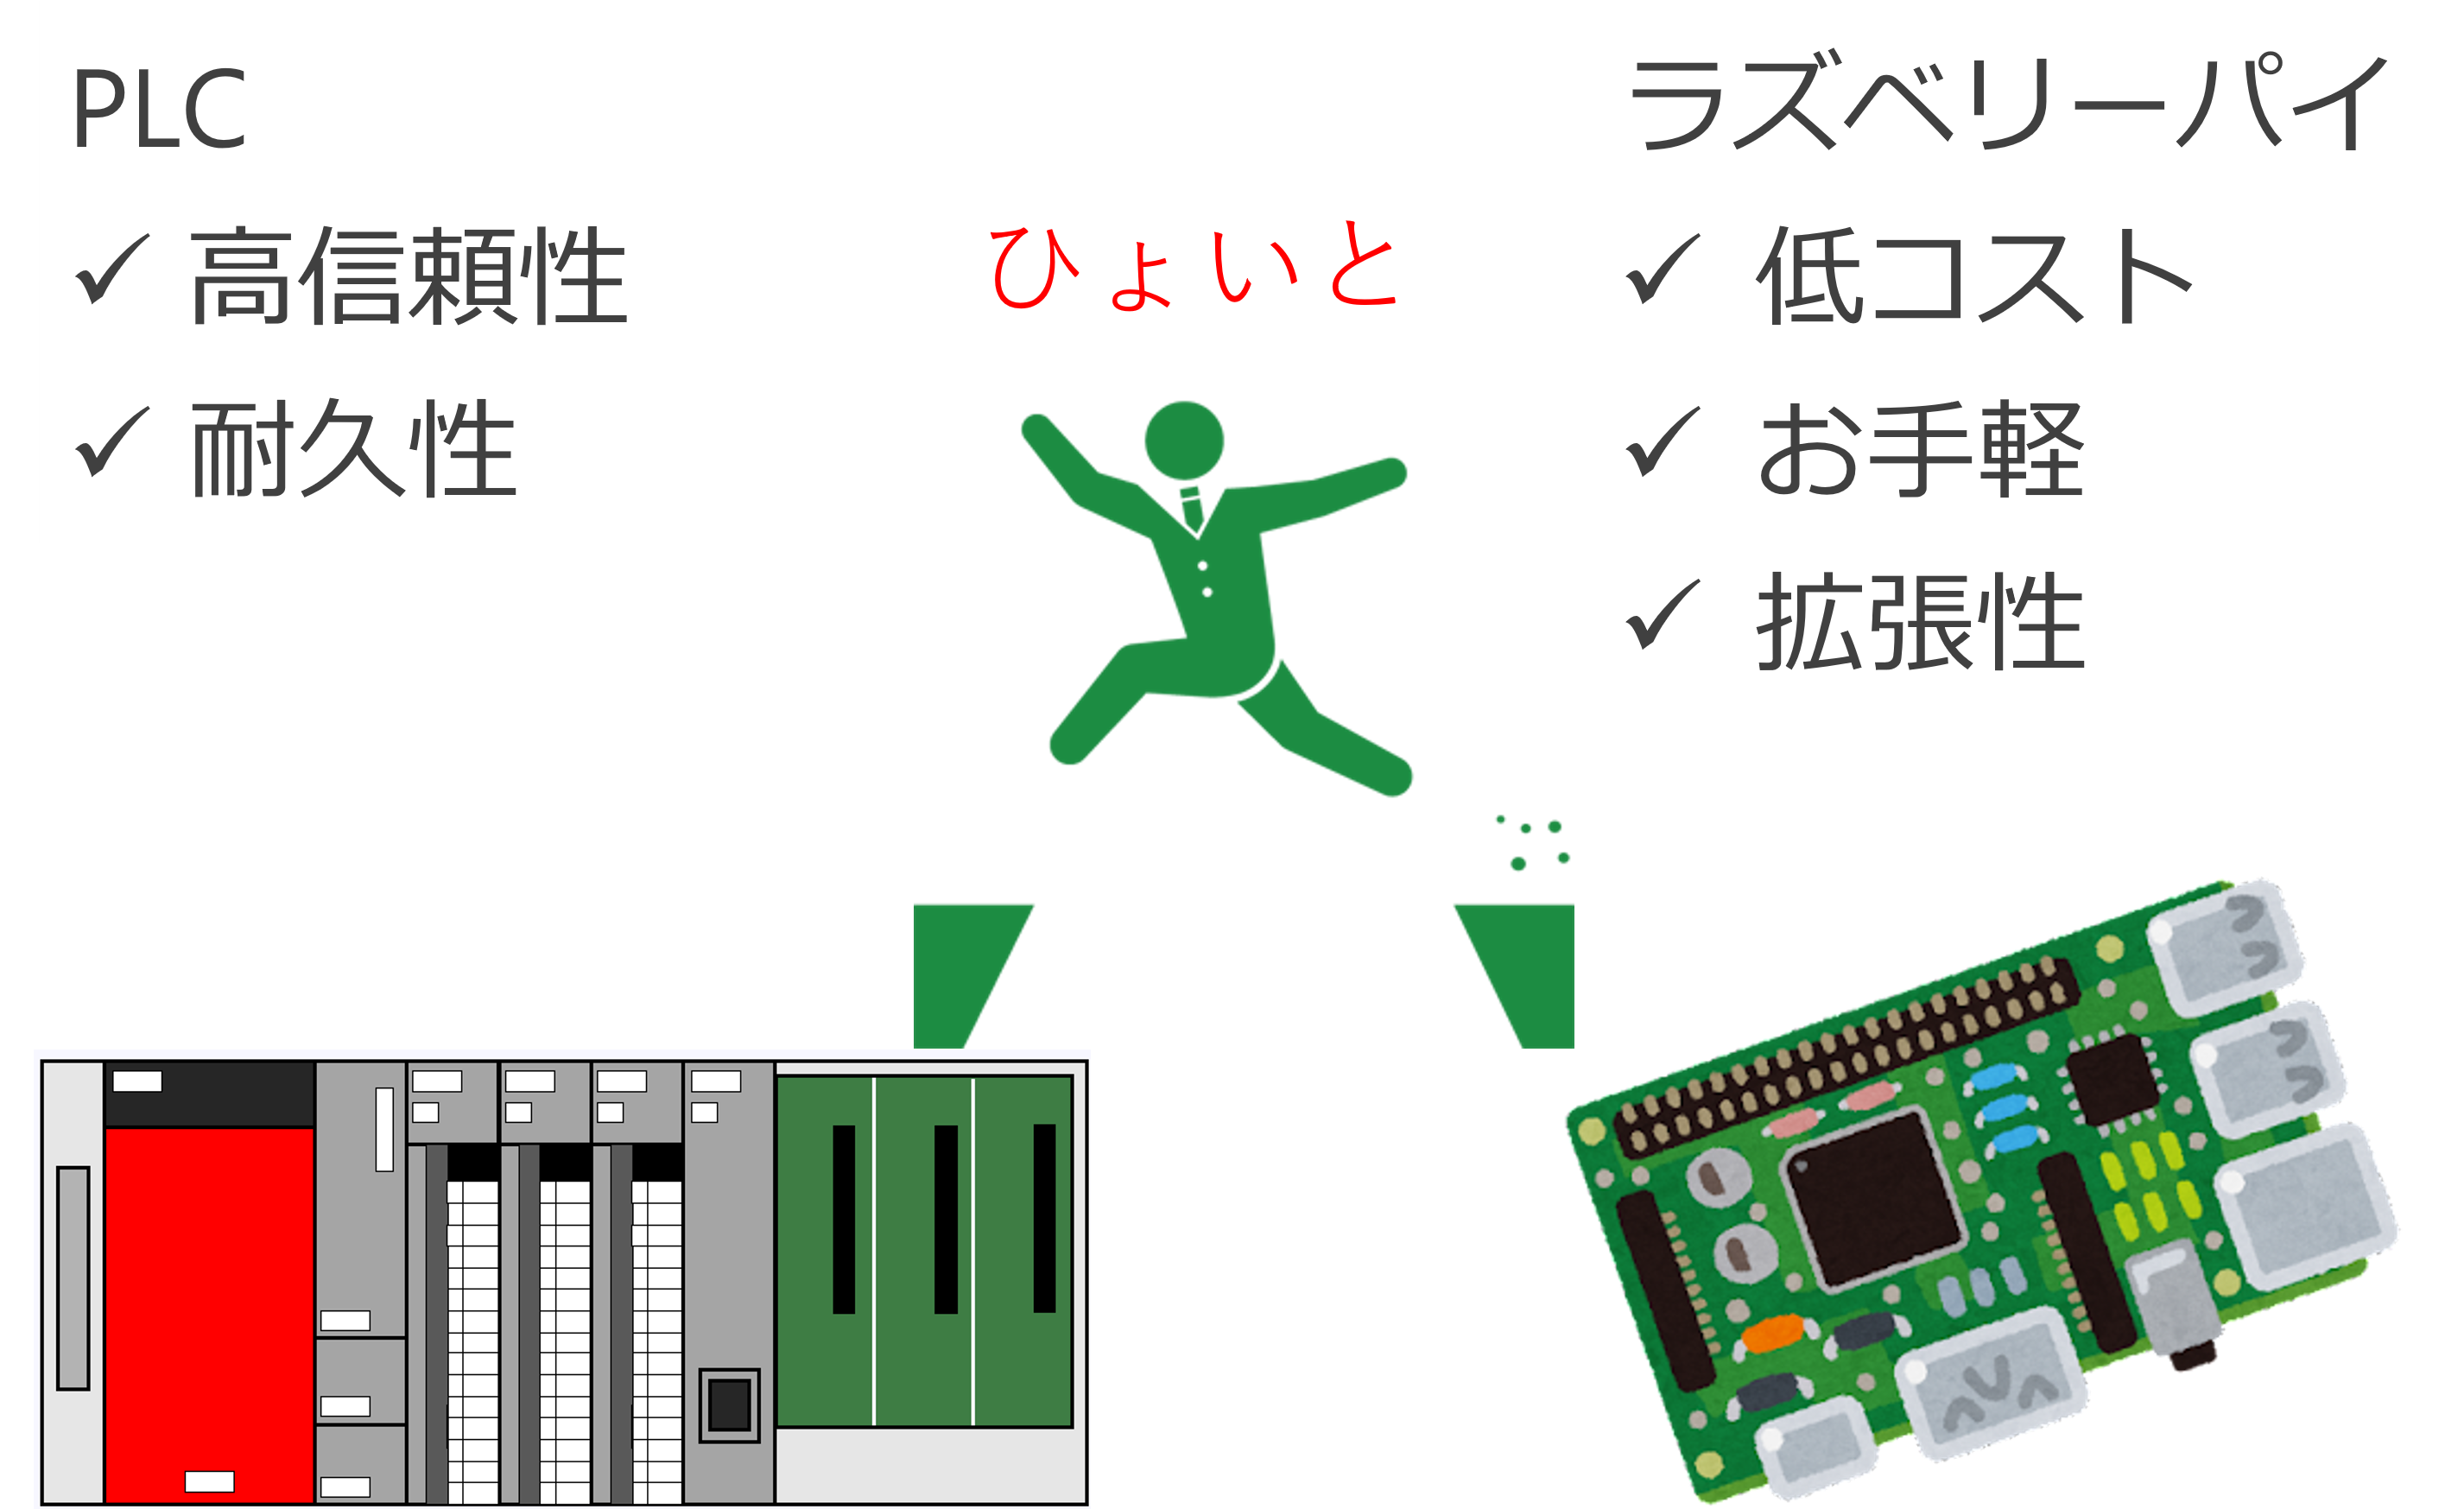 PLC
✓ 高信頼性
✓ 耐久性
ひょいと
ラズベリーパイ
✓ 低コスト
✓ お手軽
✓ 拡張性